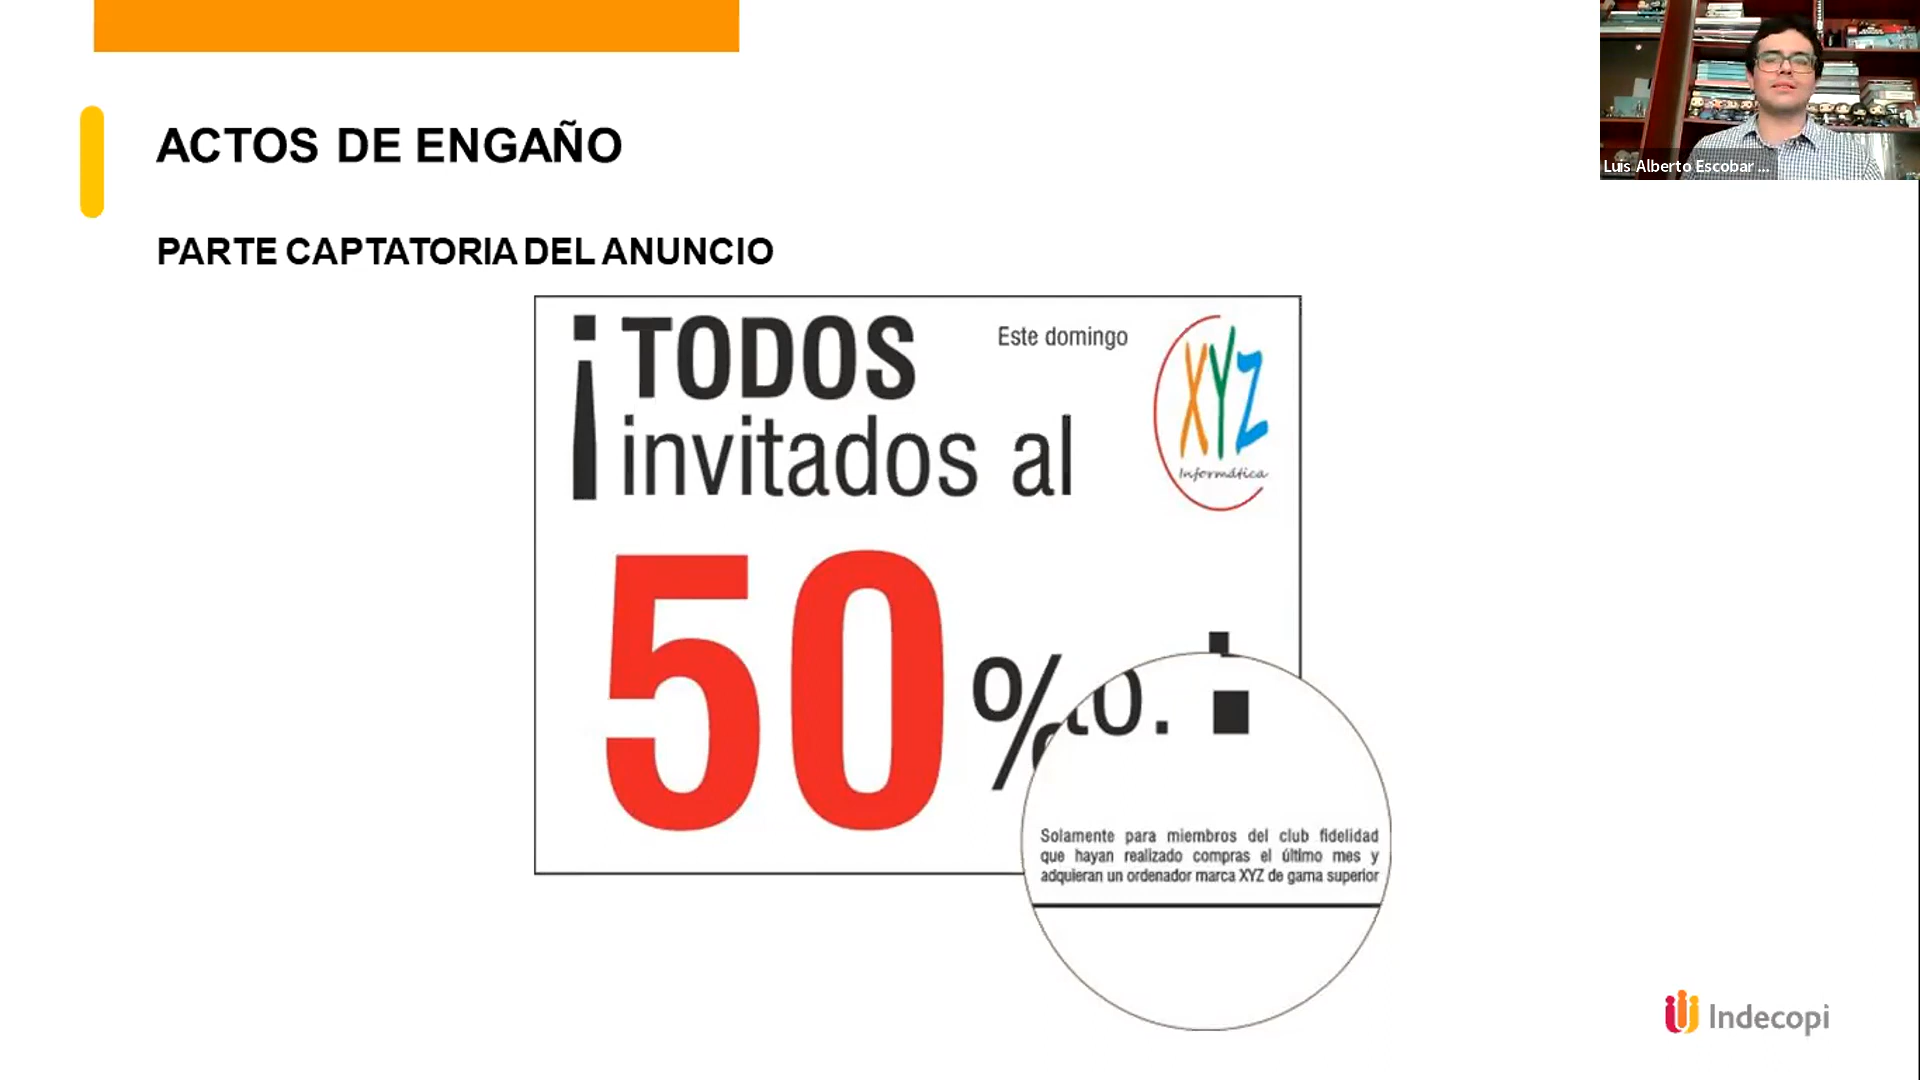 ACTOS DE ENGAÑO
Luis Alberto Escobar ...
PARTE CAPTATORIA DEL ANUNCIO
¡TODOS
invitados al
Este domingo
XYZ
Informática
50%
to. !
Solamente para miembros del club fidelidad
que hayan realizado compras el último mes y
adquieran un ordenador marca XYZ de gama superior
Indecopi